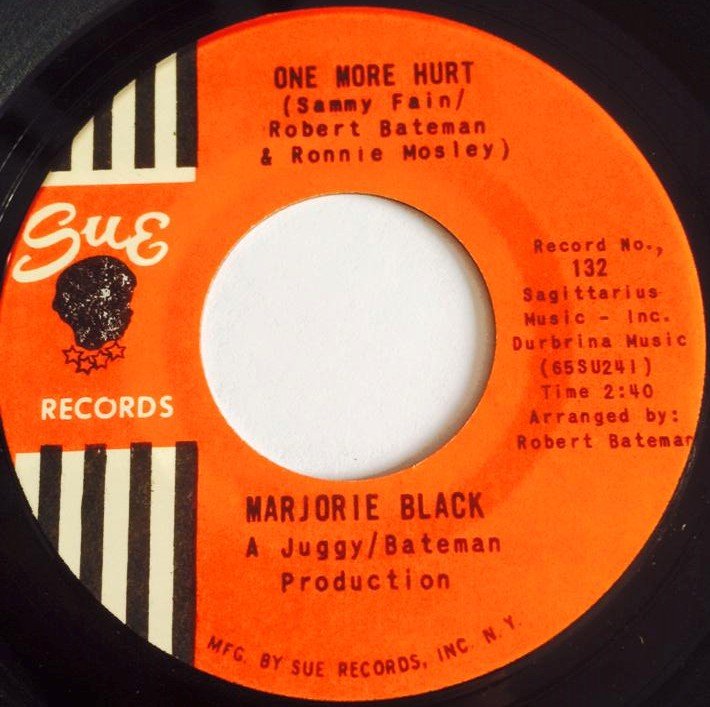 ONE MORE HURT
(Sammy Fain/
Robert Bateman
& Ronnie Mosley)
Sue
RECORDS
Record No.,
132
Sagittarius
Music - Inc.
Durbrina Music
(65SU241)
Time 2:40
Arranged by:
Robert Bateman
MARJORIE BLACK
A Juggy/Bateman
Production
MFG. BY SUE RECORDS, INC. N.Y.